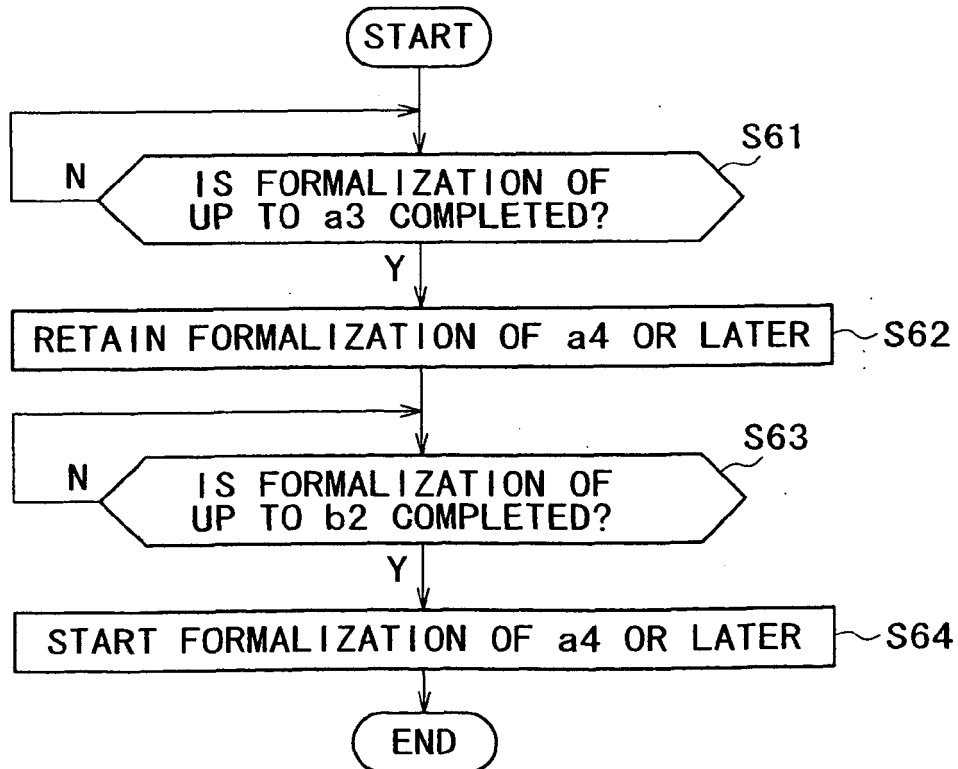 START
S61
N
IS FORMALIZATION OF
UP TO a3 COMPLETED?
Y
RETAIN FORMALIZATION OF a4 OR LATER
S62
S63
N
IS FORMALIZATION OF
UP TO b2 COMPLETED?
Y
START FORMALIZATION OF a4 OR LATER
S64
END